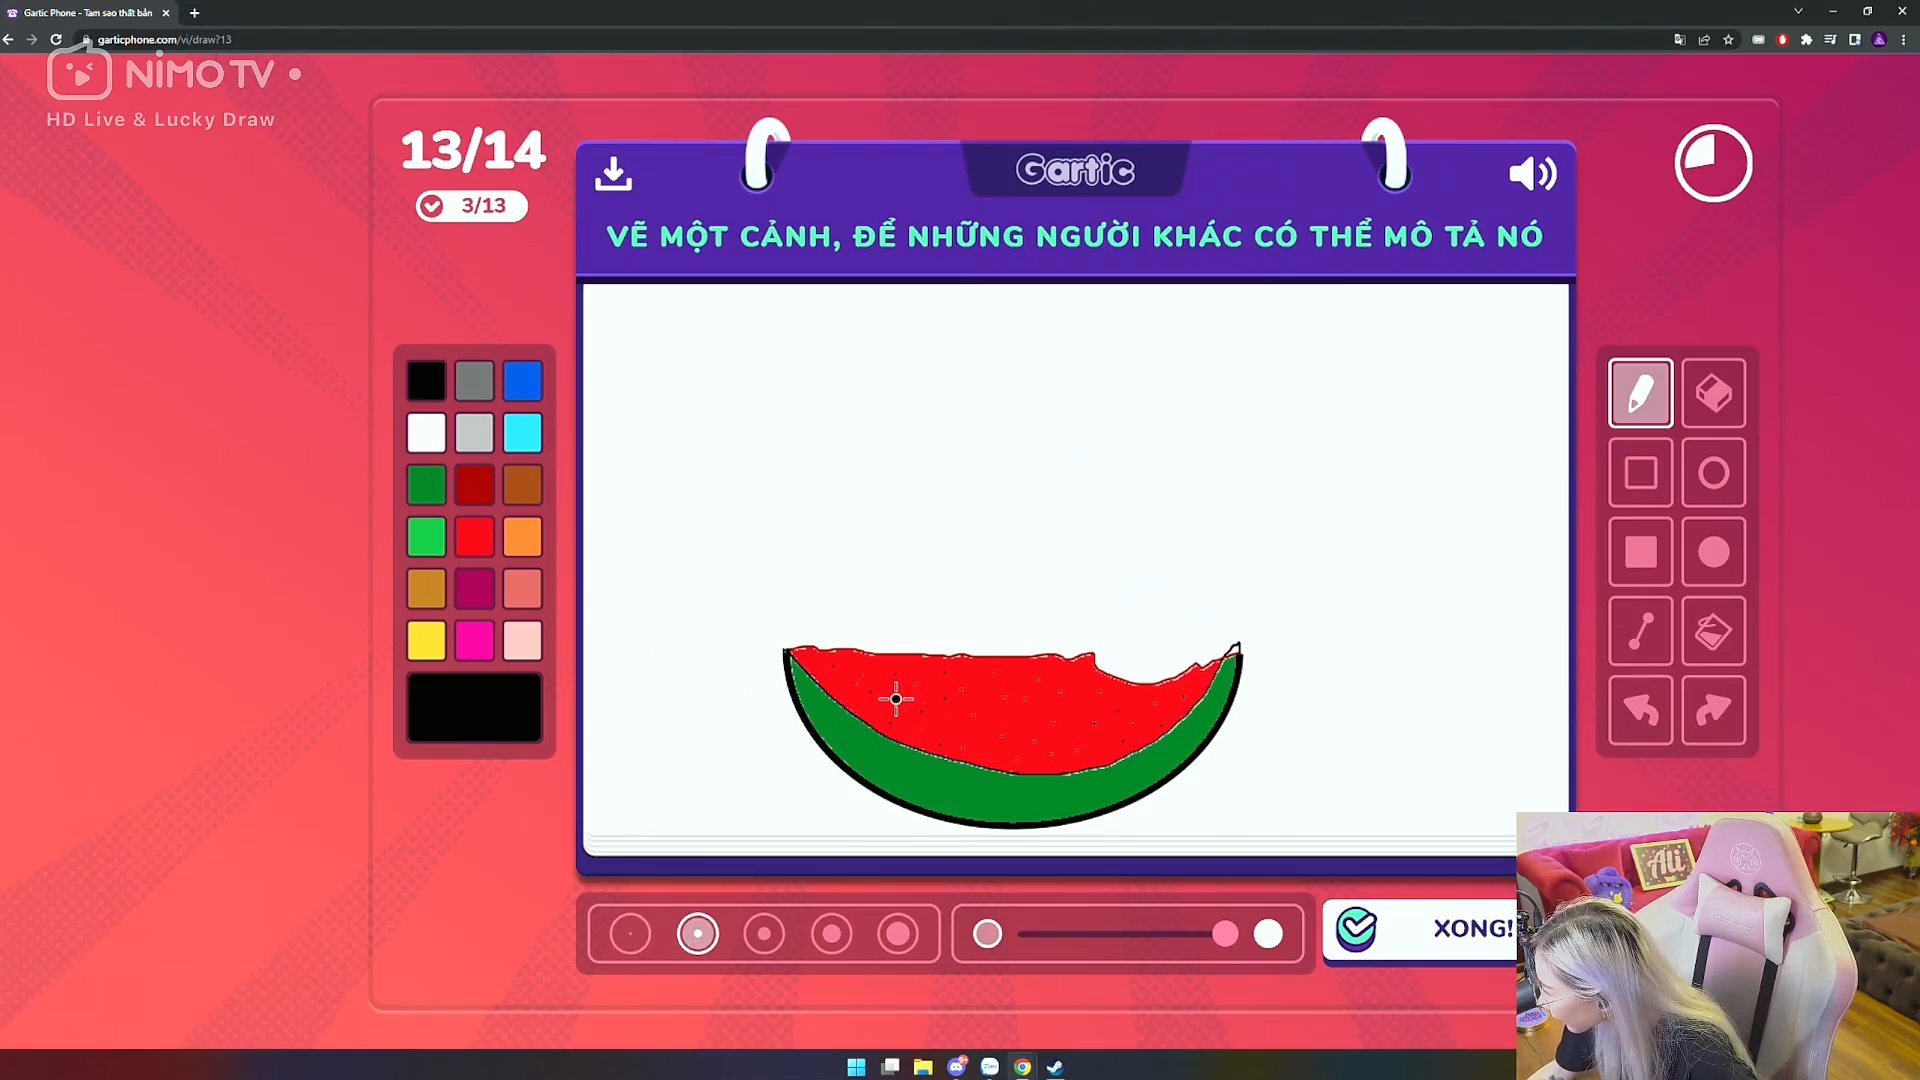 Gartic Phone - Tam sao thất bản
garticphone.com/vi/draw?13
NIMO TV
HD Live & Lucky Draw
13/14
3/13
Gartic
VẼ MỘT CẢNH, ĐỂ NHỮNG NGƯỜI KHÁC CÓ THỂ MÔ TẢ NÓ
XONG!
Ali